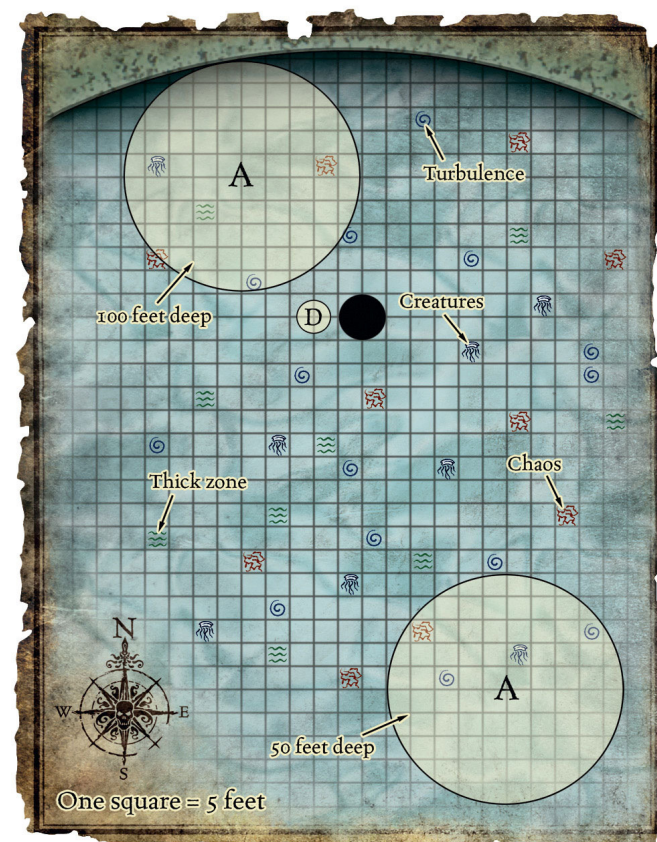 A
Turbulence
100 feet deep
D
Creatures
Chaos
Thick zone
N
W
E
S
A
50 feet deep
One square = 5 feet